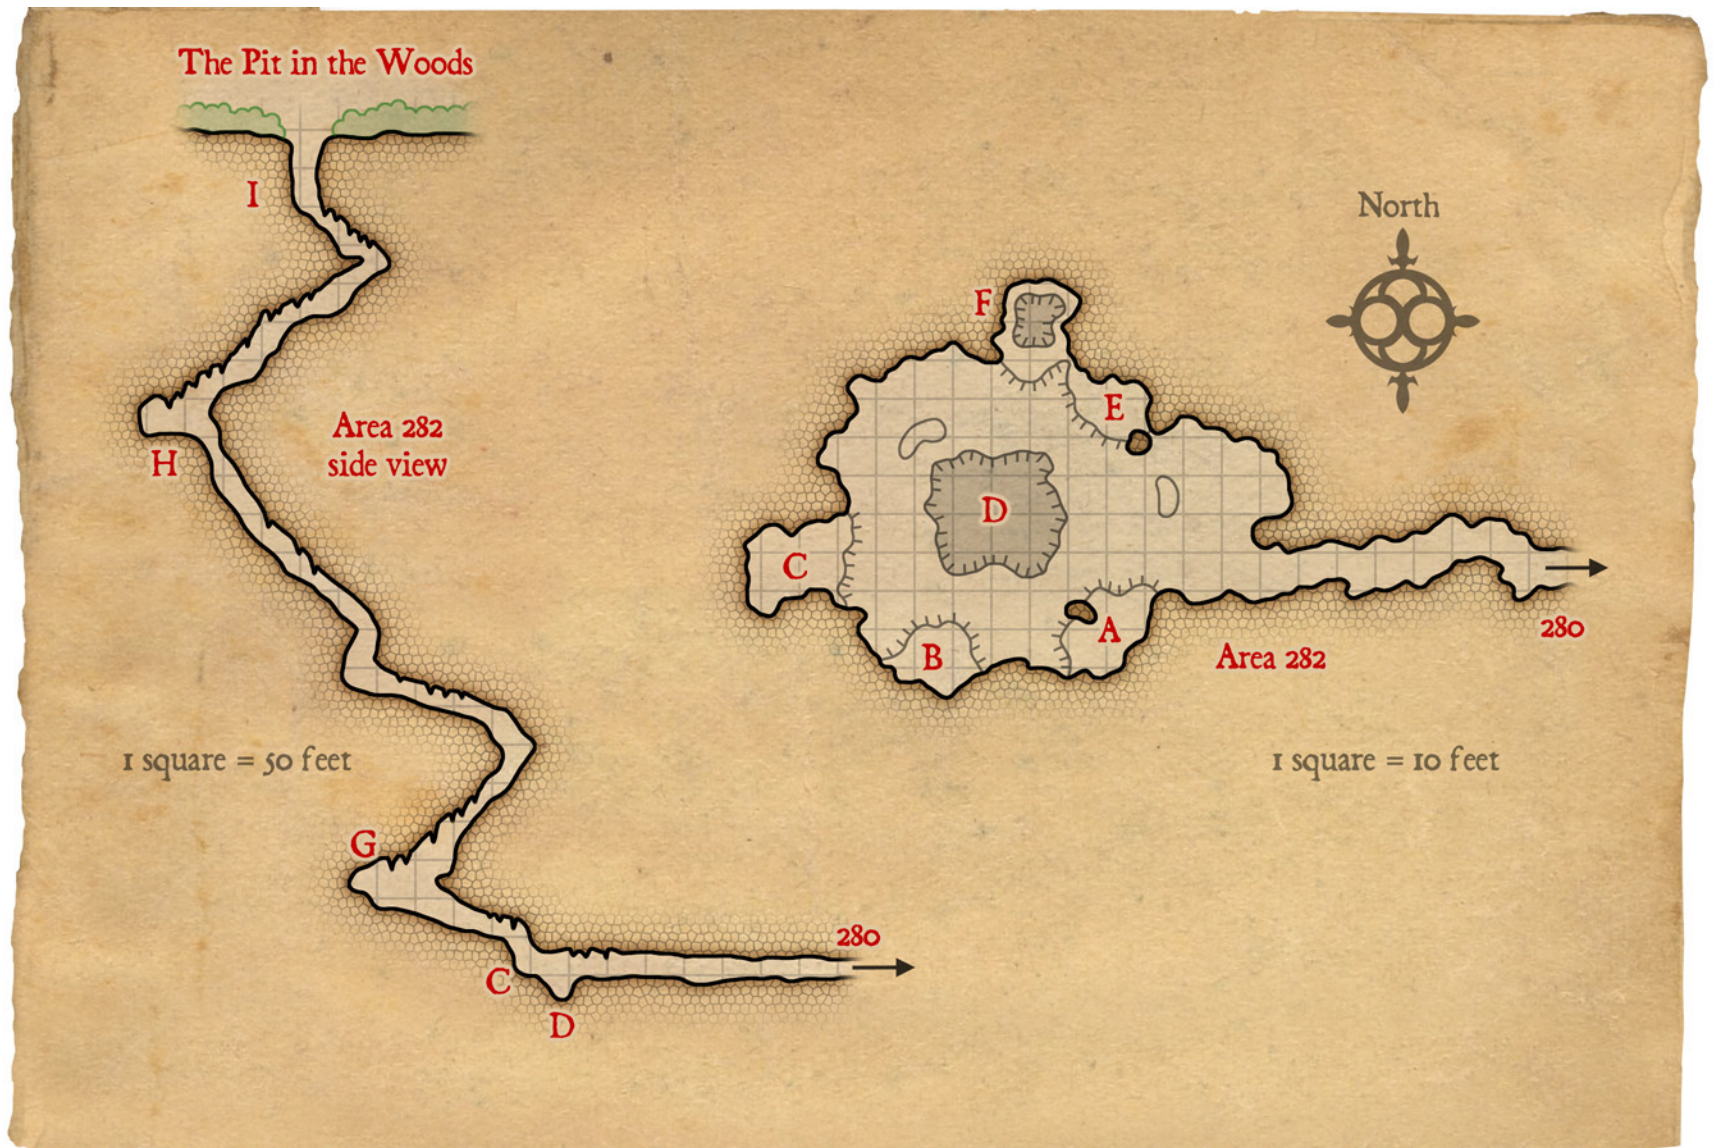 The Pit in the Woods
I
North
F
E
Area 282
side view
H
D
C
A
B
280
Area 282
1 square = 50 feet
1 square = 10 feet
G
280
C
D